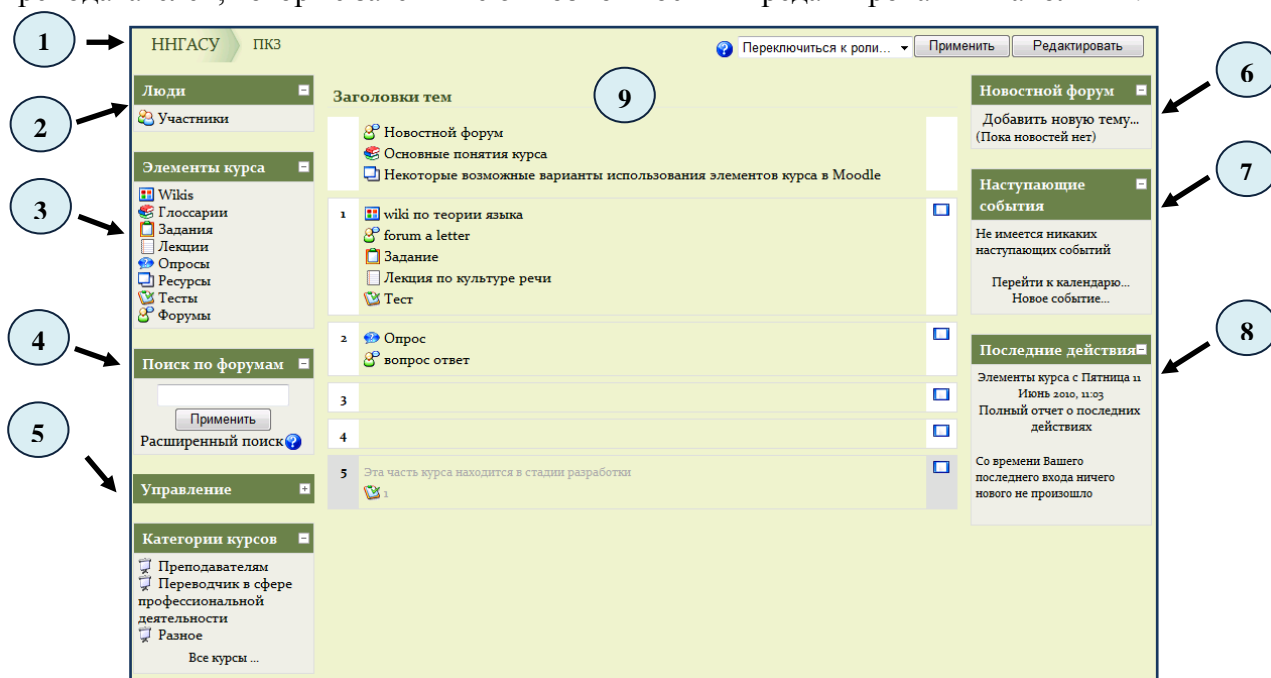 1
ННГАСУ ПКЗ
Переключиться к роли...
Применить
Редактировать
2
Люди
Участники
3
Элементы курса
Wikis
Глоссарии
Задания
Лекции
Опросы
Ресурсы
Тесты
Форумы
4
Поиск по форумам
Применить
Расширенный поиск
5
Управление
Категории курсов
Преподавателям
Переводчик в сфере
профессиональной
деятельности
Разное
Все курсы ...
9
Заголовки тем
Новостной форум
Основные понятия курса
Некоторые возможные варианты использования элементов курса в Moodle
1 wiki по теории языка
forum a letter
Задание
Лекция по культуре речи
Тест
2 Опрос
вопрос ответ
3
4
5 Эта часть курса находится в стадии разработки
1
6
Новостной форум
Добавить новую тему...
(Пока новостей нет)
7
Наступающие
события
Не имеется никаких
наступающих событий
Перейти к календарю...
Новое событие...
8
Последние действия
Элементы курса с Пятница 11
Июнь 2010, 11:03
Полный отчет о последних
действиях
Со времени Вашего
последнего входа ничего
нового не произошло